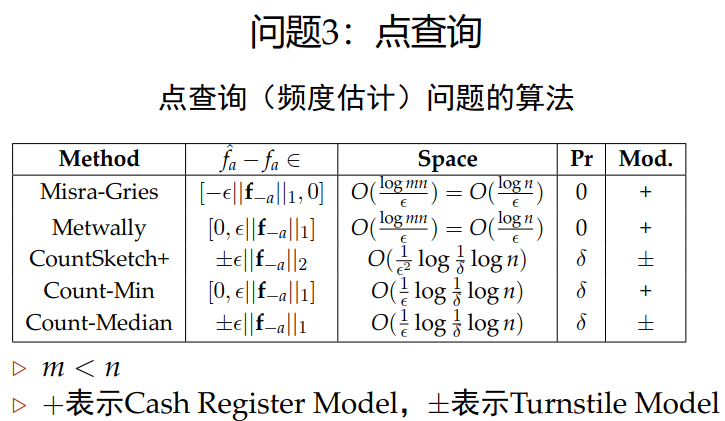 问题3：点查询
点查询（频度估计）问题的算法
Method $\hat{f}_a - f_a \in$ Space Pr Mod.
Misra-Gries $[-\epsilon||\mathbf{f}_{-a}||_1, 0]$ $O(\frac{\log mn}{\epsilon}) = O(\frac{\log n}{\epsilon})$ 0 +
Metwally $[0, \epsilon||\mathbf{f}_{-a}||_1]$ $O(\frac{\log mn}{\epsilon}) = O(\frac{\log n}{\epsilon})$ 0 +
CountSketch+ $\pm\epsilon||\mathbf{f}_{-a}||_2$ $O(\frac{1}{\epsilon^2} \log \frac{1}{\delta} \log n)$ $\delta$ ±
Count-Min $[0, \epsilon||\mathbf{f}_{-a}||_1]$ $O(\frac{1}{\epsilon} \log \frac{1}{\delta} \log n)$ $\delta$ +
Count-Median $\pm\epsilon||\mathbf{f}_{-a}||_1$ $O(\frac{1}{\epsilon} \log \frac{1}{\delta} \log n)$ $\delta$ ±
▷ $m < n$
▷ +表示Cash Register Model，±表示Turnstile Model